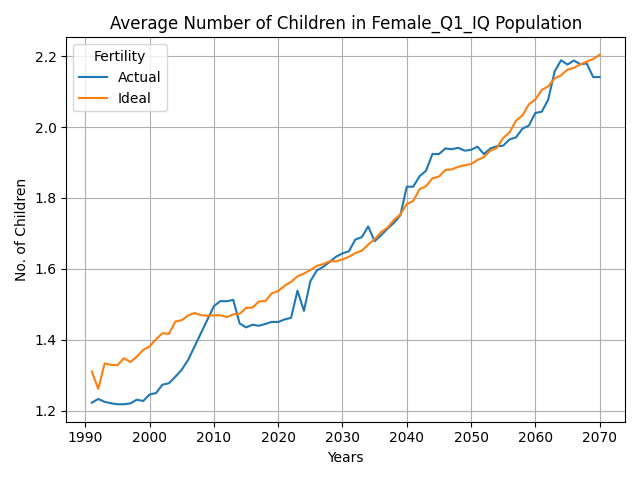 Average Number of Children in Female_Q1_IQ Population
Fertility
Actual
Ideal
No. of Children
2.2
2.0
1.8
1.6
1.4
1.2
1990 2000 2010 2020 2030 2040 2050 2060 2070
Years